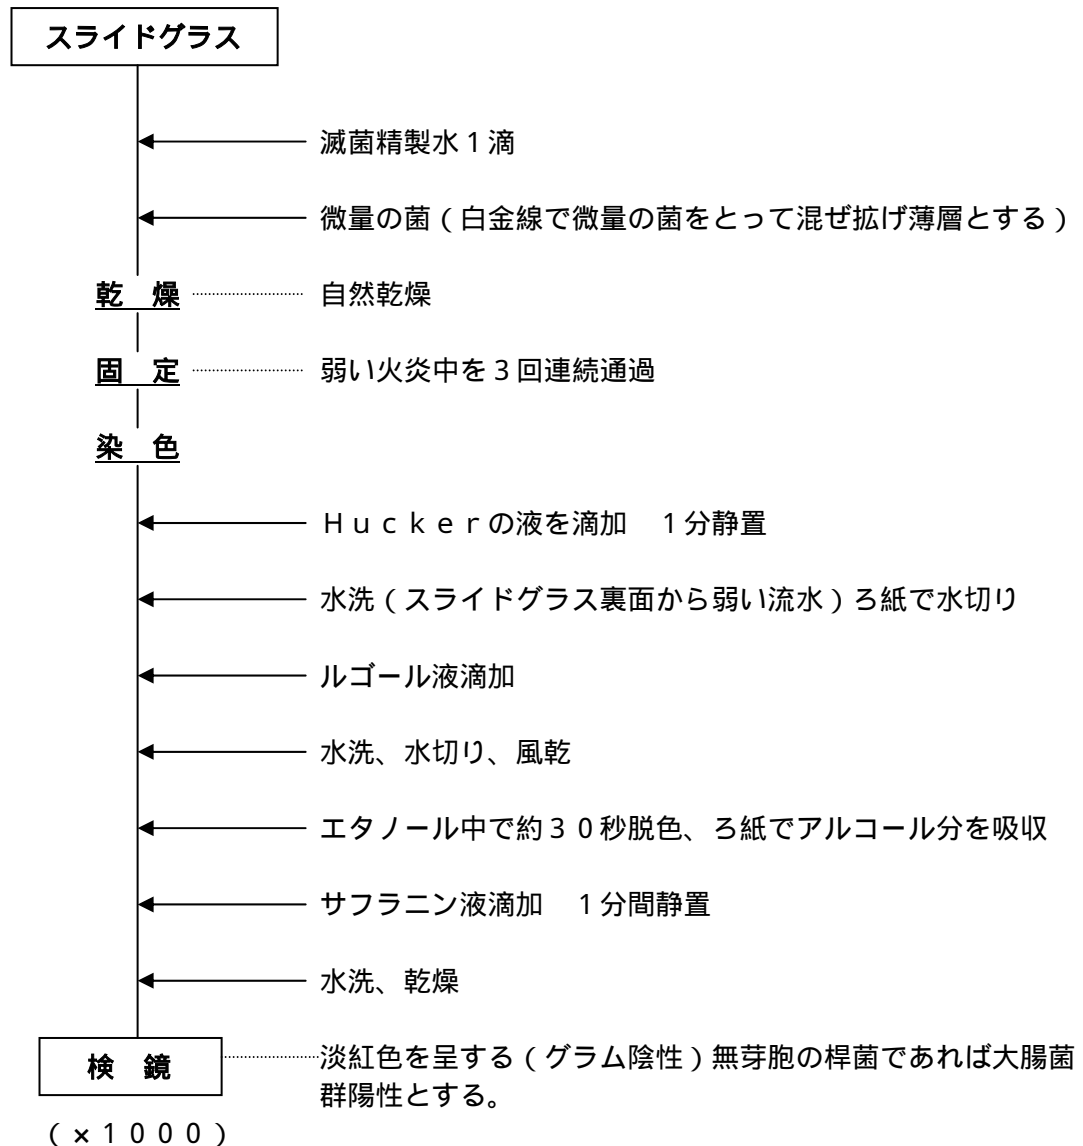 スライドグラス
滅菌精製水1滴
微量の菌(白金線で微量の菌をとって混ぜ拡げ薄層とする)
乾 燥 自然乾燥
固 定 弱い火炎中を3回連続通過
染 色
Huckerの液を滴加 1分静置
水洗(スライドグラス裏面から弱い流水)ろ紙で水切り
ルゴール液滴加
水洗、水切り、風乾
エタノール中で約30秒脱色、ろ紙でアルコール分を吸収
サフラニン液滴加 1分間静置
水洗、乾燥
検 鏡 淡紅色を呈する(グラム陰性)無芽胞の桿菌であれば大腸菌
群陽性とする。
(×1000)